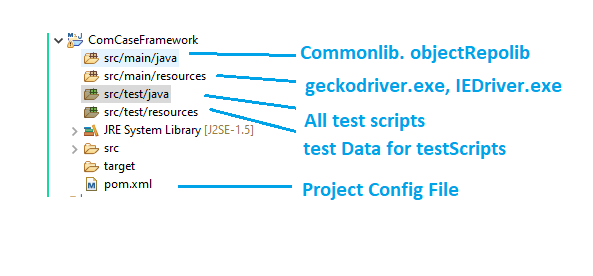 ComCaseFramework
src/main/java
Commonlib. objectRepolib
src/main/resources
geckodriver.exe, IEDriver.exe
src/test/java
All test scripts
src/test/resources
test Data for testScripts
JRE System Library [J2SE-1.5]
src
target
pom.xml
Project Config File